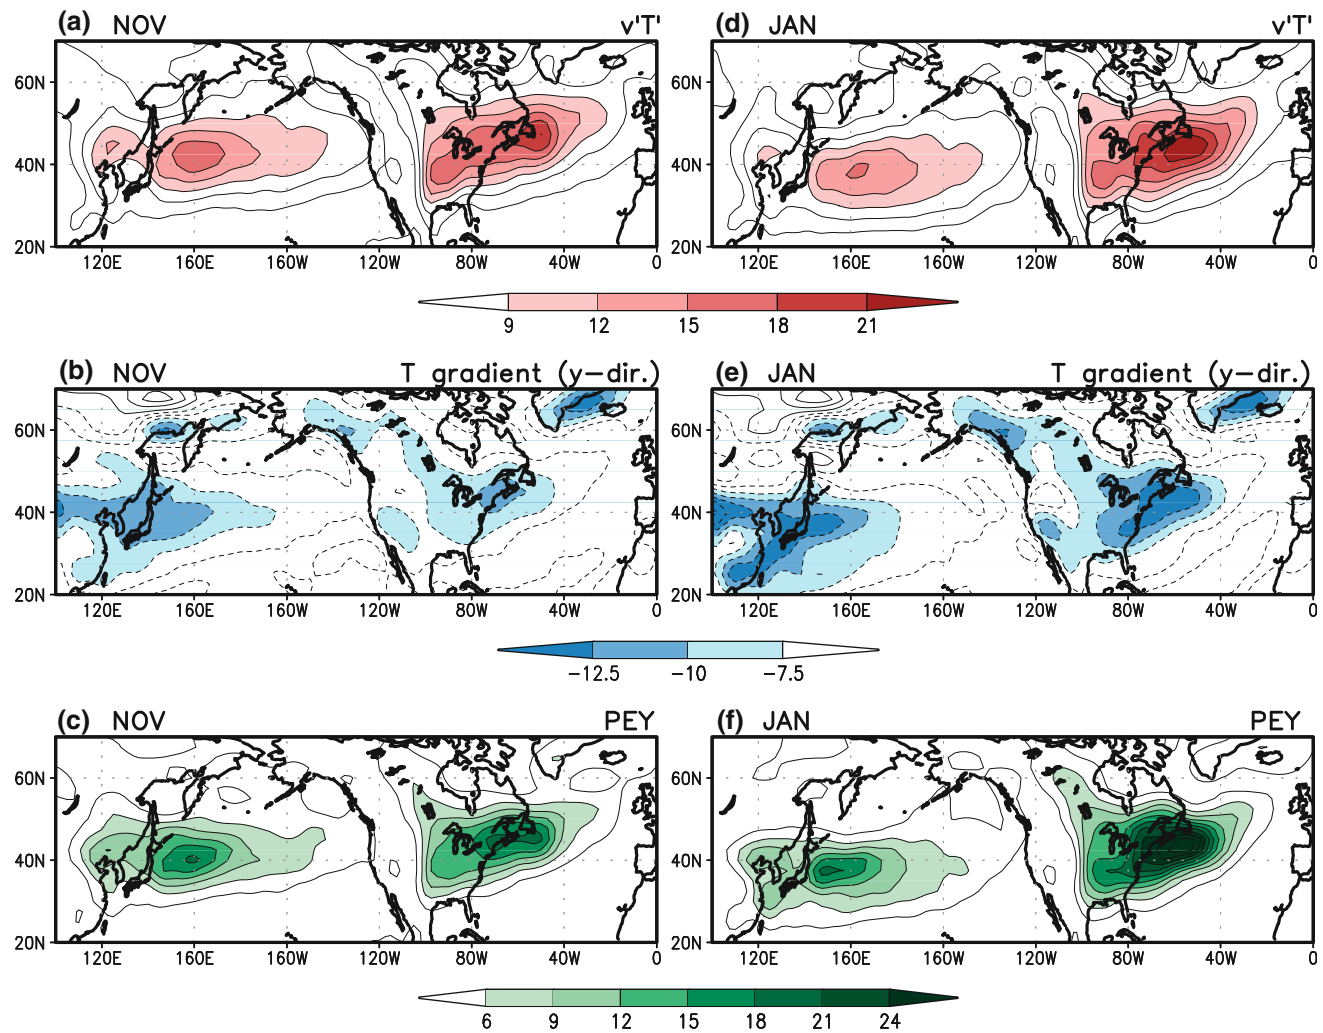 (a) NOV v'T' (d) JAN v'T'
60N 60N
40N 40N
20N 20N
120E 160E 160W 120W 80W 40W 0 120E 160E 160W 120W 80W 40W 0
9 12 15 18 21
(b) NOV T gradient (y-dir.) (e) JAN T gradient (y-dir.)
60N 60N
40N 40N
20N 20N
120E 160E 160W 120W 80W 40W 0 120E 160E 160W 120W 80W 40W 0
-12.5 -10 -7.5
(c) NOV PEY (f) JAN PEY
60N 60N
40N 40N
20N 20N
120E 160E 160W 120W 80W 40W 0 120E 160E 160W 120W 80W 40W 0
6 9 12 15 18 21 24